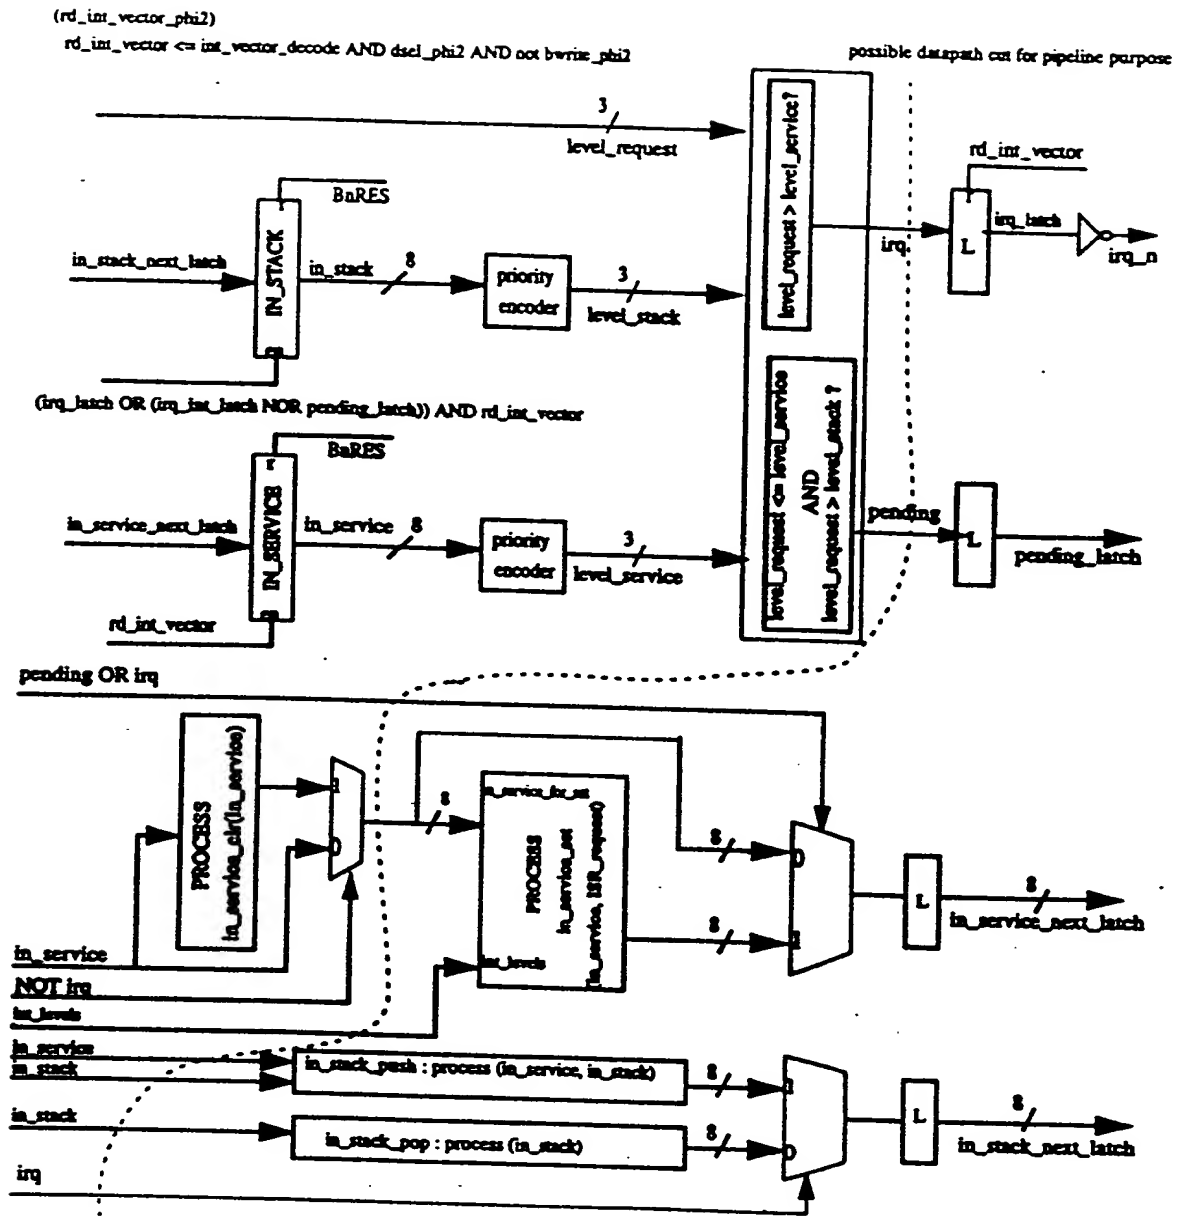 (rd_int_vector_phi2)
rd_int_vector <= int_vector_decode AND dsel_phi2 AND not bwrite_phi2
possible datapath cut for pipeline purpose
3
level_request
level_request > level_service?
rd_int_vector
BnRES
IN_STACK
in_stack_next_latch
in_stack
8
priority
encoder
3
level_stack
en
irq
L
irq_latch
irq_n
(irq_latch OR (irq_int_latch NOR pending_latch)) AND rd_int_vector
BnRES
r
IN_SERVICE
in_service_next_latch
in_service
8
priority
encoder
3
level_service
en
rd_int_vector
level_request <= level_service
AND
level_request > level_stack ?
pending
L
pending_latch
pending OR irq
PROCESS
in_service_clr(in_service)
1
0
8
in_service_for_set
PROCESS
in_service_set
(in_service, ISR_request)
int_levels
8
0
8
1
L
8
in_service_next_latch
in_service
NOT irq
int_levels
in_service
in_stack
in_stack_push : process (in_service, in_stack)
8
1
in_stack
in_stack_pop : process (in_stack)
8
0
L
8
in_stack_next_latch
irq